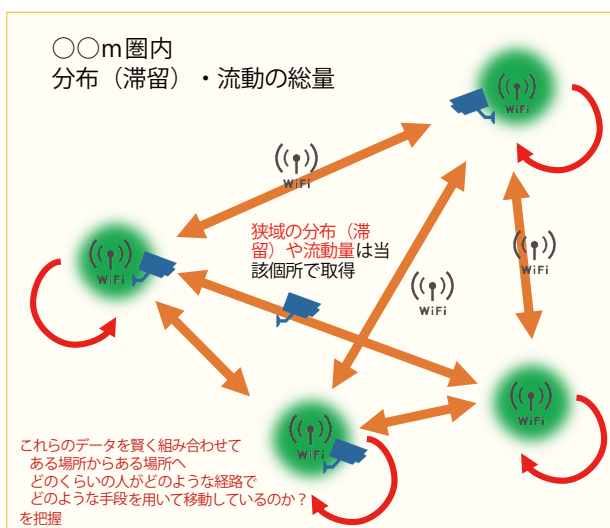 ○○m圏内
分布（滞留）・流動の総量
WiFi
WiFi
狭域の分布（滞
留）や流動量は当
該個所で取得
WiFi
WiFi
WiFi
WiFi
WiFi
これらのデータを賢く組み合わせて
ある場所からある場所へ
どのくらいの人がどのような経路で
どのような手段を用いて移動しているのか？
を把握